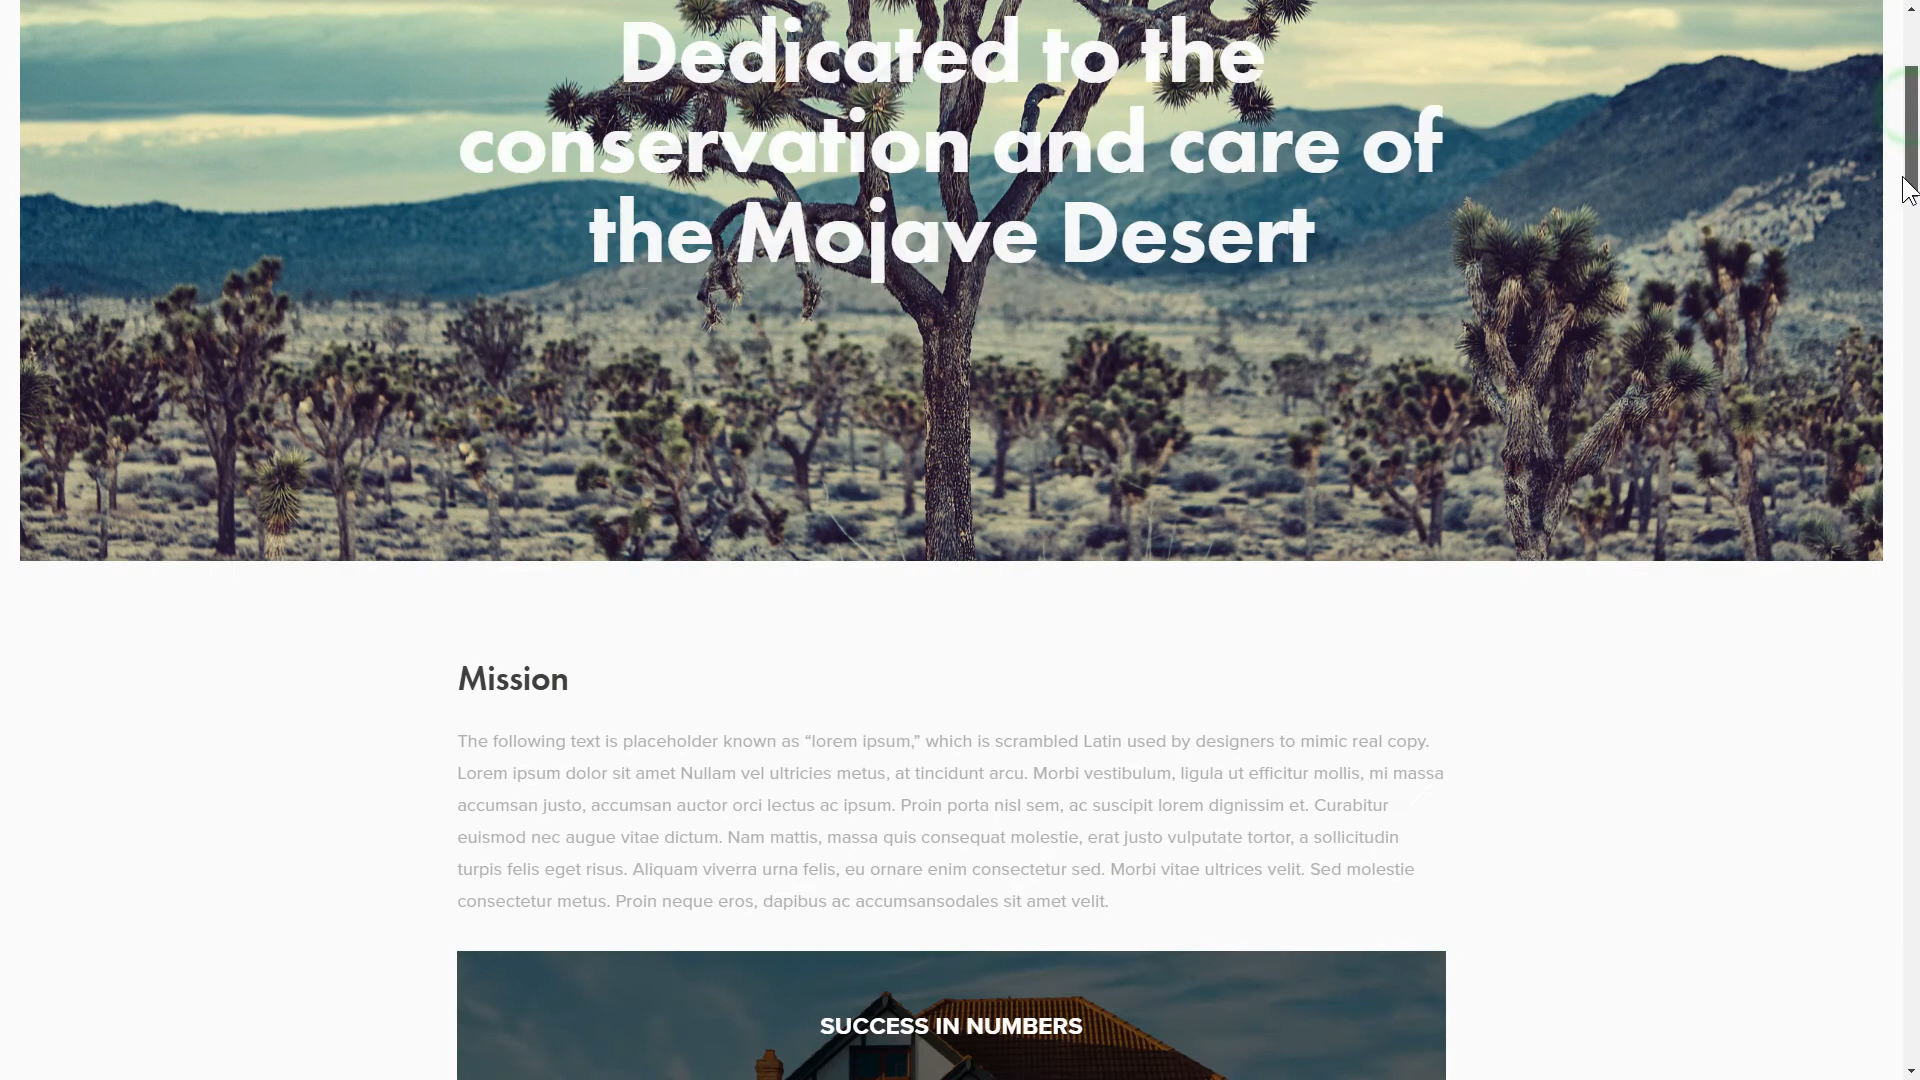 Dedicated to the
conservation and care of
the Mojave Desert
Mission
The following text is placeholder known as “lorem ipsum,” which is scrambled Latin used by designers to mimic real copy.
Lorem ipsum dolor sit amet Nullam vel ultricies metus, at tincidunt arcu. Morbi vestibulum, ligula ut efficitur mollis, mi massa
accumsan justo, accumsan auctor orci lectus ac ipsum. Proin porta nisl sem, ac suscipit lorem dignissim et. Curabitur
euismod nec augue vitae dictum. Nam mattis, massa quis consequat molestie, erat justo vulputate tortor, a sollicitudin
turpis felis eget risus. Aliquam viverra urna felis, eu ornare enim consectetur sed. Morbi vitae ultrices velit. Sed molestie
consectetur metus. Proin neque eros, dapibus ac accumsansodales sit amet velit.
SUCCESS IN NUMBERS